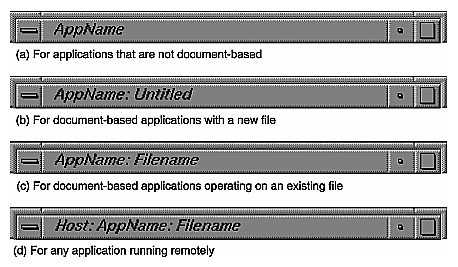 AppName
(a) For applications that are not document-based
AppName: Untitled
(b) For document-based applications with a new file
AppName: Filename
(c) For document-based applications operating on an existing file
Host: AppName: Filename
(d) For any application running remotely